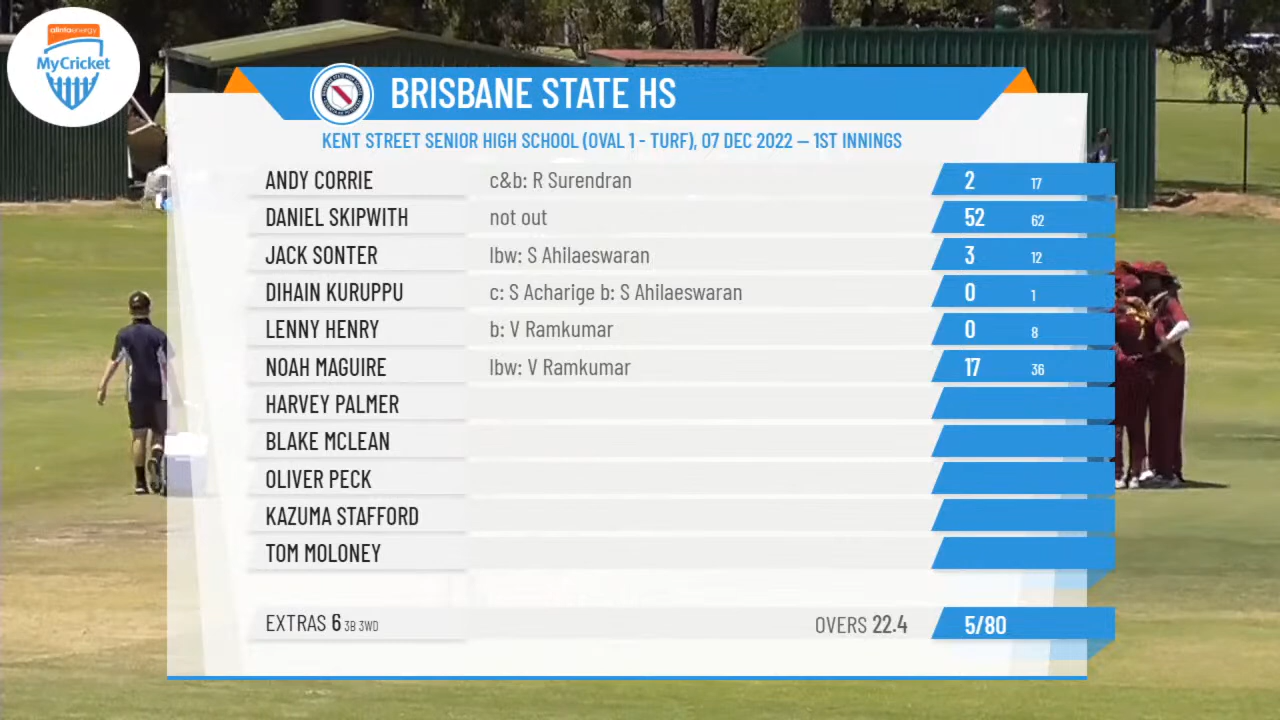 alintaenergy
MyCricket
BRISBANE STATE HS
KENT STREET SENIOR HIGH SCHOOL (OVAL 1 - TURF), 07 DEC 2022 – 1ST INNINGS
ANDY CORRIE c&b: R Surendran 2 17
DANIEL SKIPWITH not out 52 62
JACK SONTER lbw: S Ahilaeswaran 3 12
DIHAIN KURUPPU c: S Acharige b: S Ahilaeswaran 0 1
LENNY HENRY b: V Ramkumar 0 8
NOAH MAGUIRE lbw: V Ramkumar 17 36
HARVEY PALMER
BLAKE MCLEAN
OLIVER PECK
KAZUMA STAFFORD
TOM MOLONEY
EXTRAS 6 3B 3WD OVERS 22.4 5/80